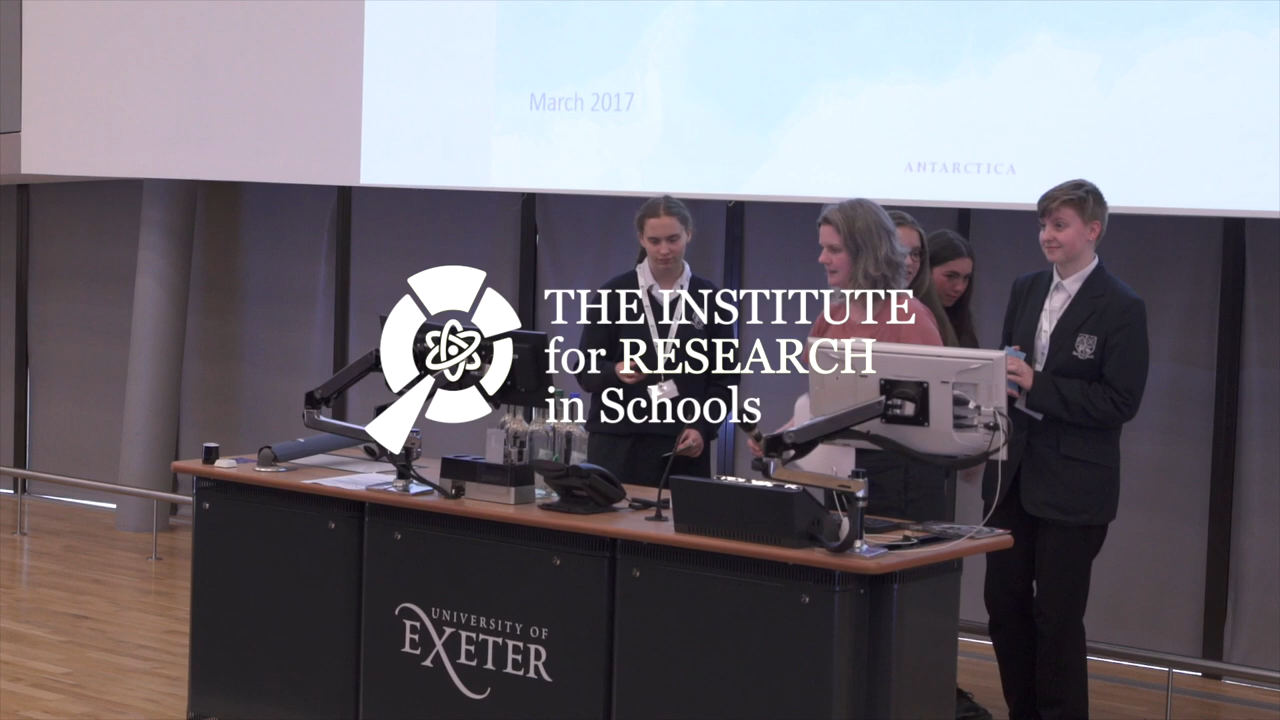 March 2017
ANTARCTICA
THE INSTITUTE
for RESEARCH
in Schools
UNIVERSITY OF
EXETER